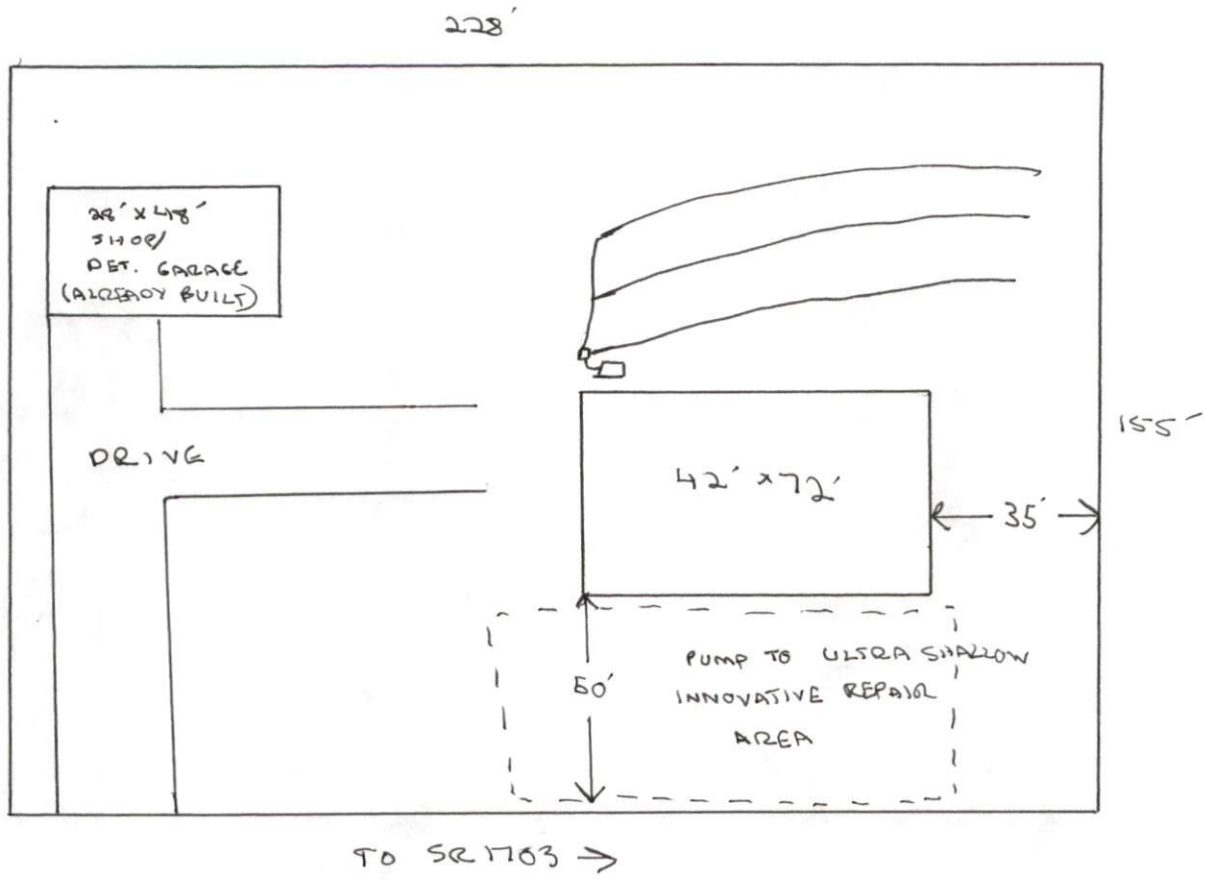 228'
28' x 48'
SHOP/
DET. GARAGE
(ALREADY BUILT)
DRIVE
42' x 72'
155'
35'
50'
PUMP TO ULTRA SHALLOW
INNOVATIVE REPAIR
AREA
TO SR 1703